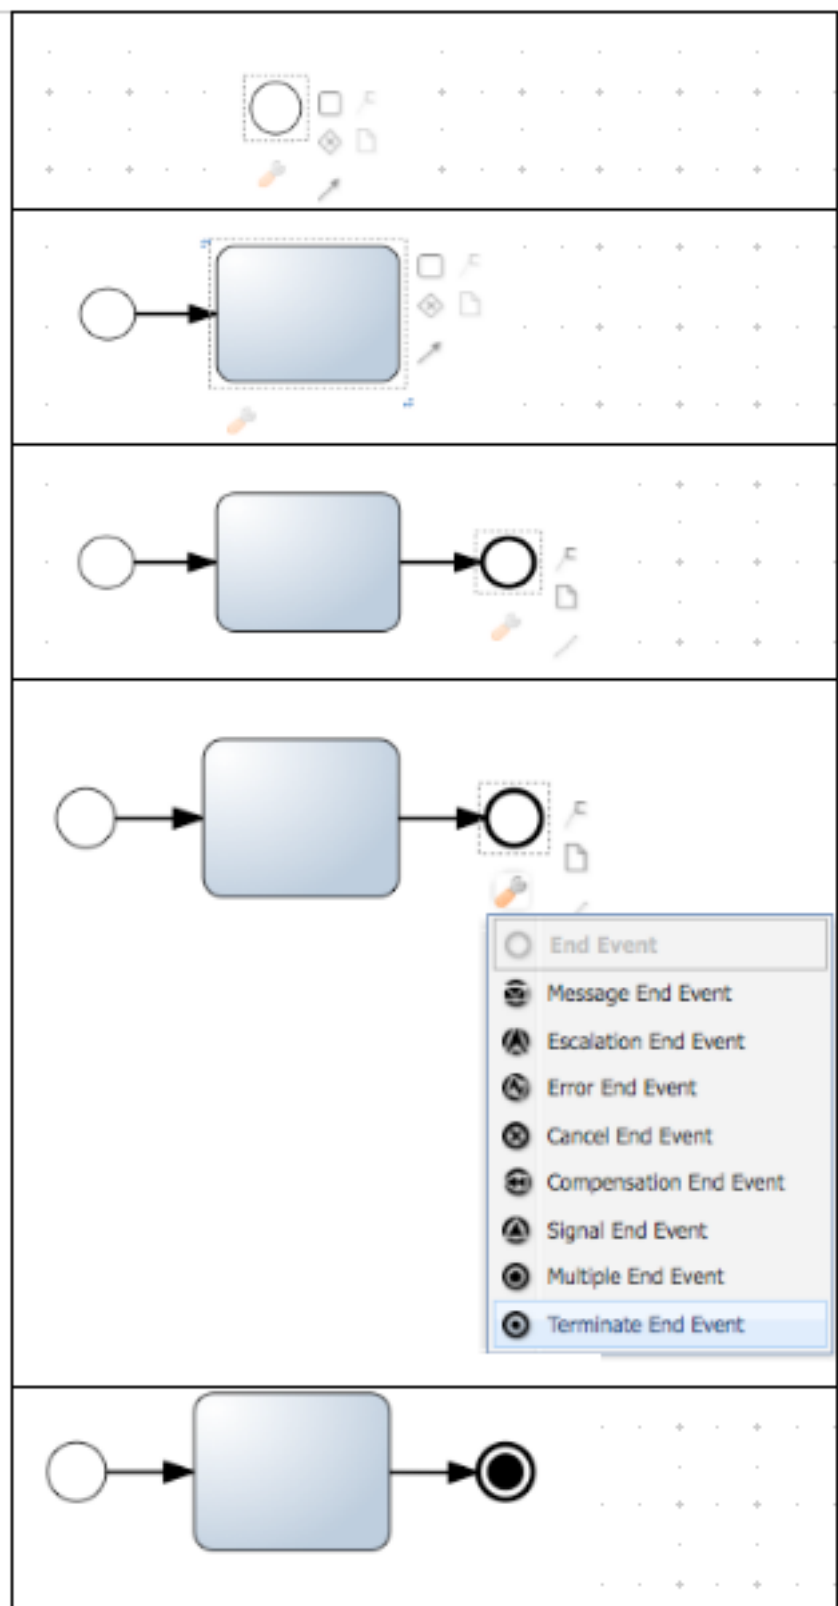 End Event
Message End Event
Escalation End Event
Error End Event
Cancel End Event
Compensation End Event
Signal End Event
Multiple End Event
Terminate End Event